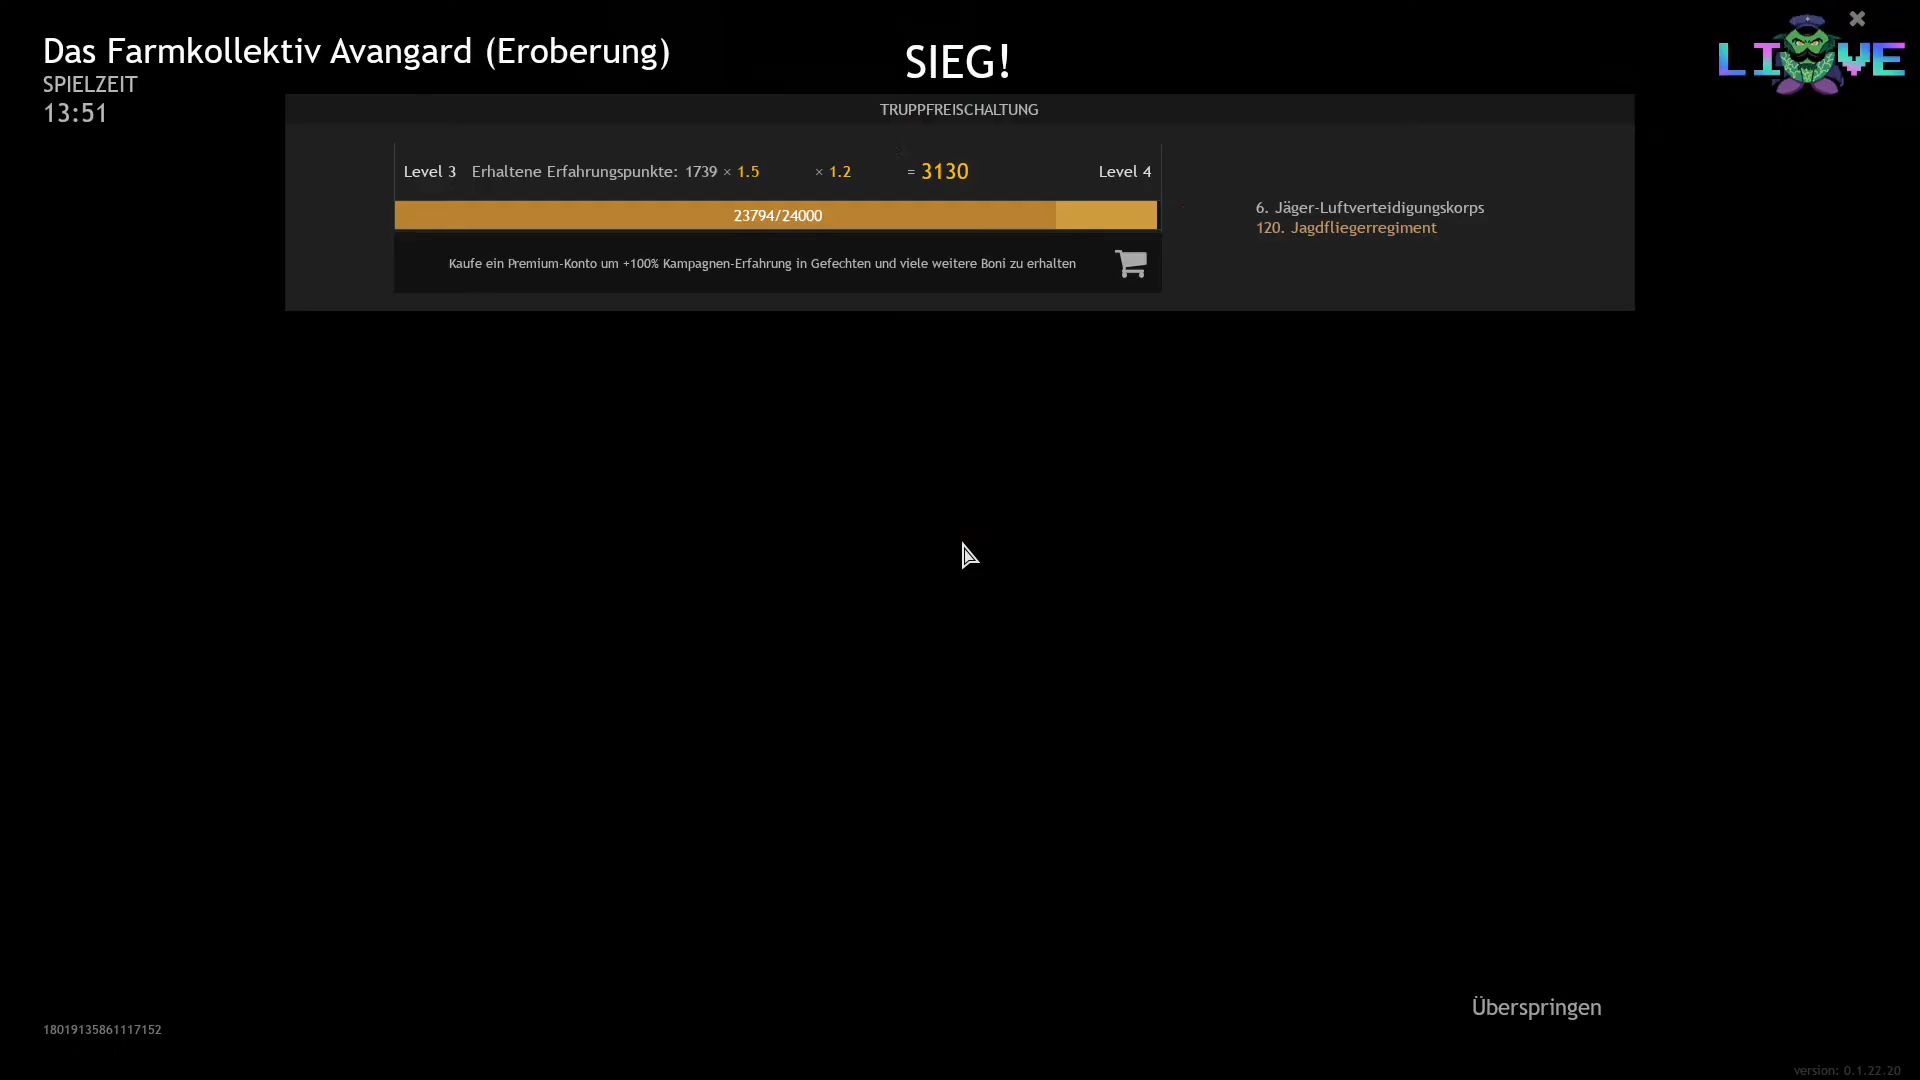 Das Farmkollektiv Avangard (Eroberung)
SPIELZEIT
13:51
SIEG!
LIVE
TRUPPFREISCHALTUNG
Level 3 Erhaltene Erfahrungspunkte: 1739 × 1.5 × 1.2 = 3130 Level 4
23794/24000
Kaufe ein Premium-Konto um +100% Kampagnen-Erfahrung in Gefechten und viele weitere Boni zu erhalten
6. Jäger-Luftverteidigungskorps
120. Jagdfliegerregiment
Überspringen
18019135861117152
version: 0.1.22.20